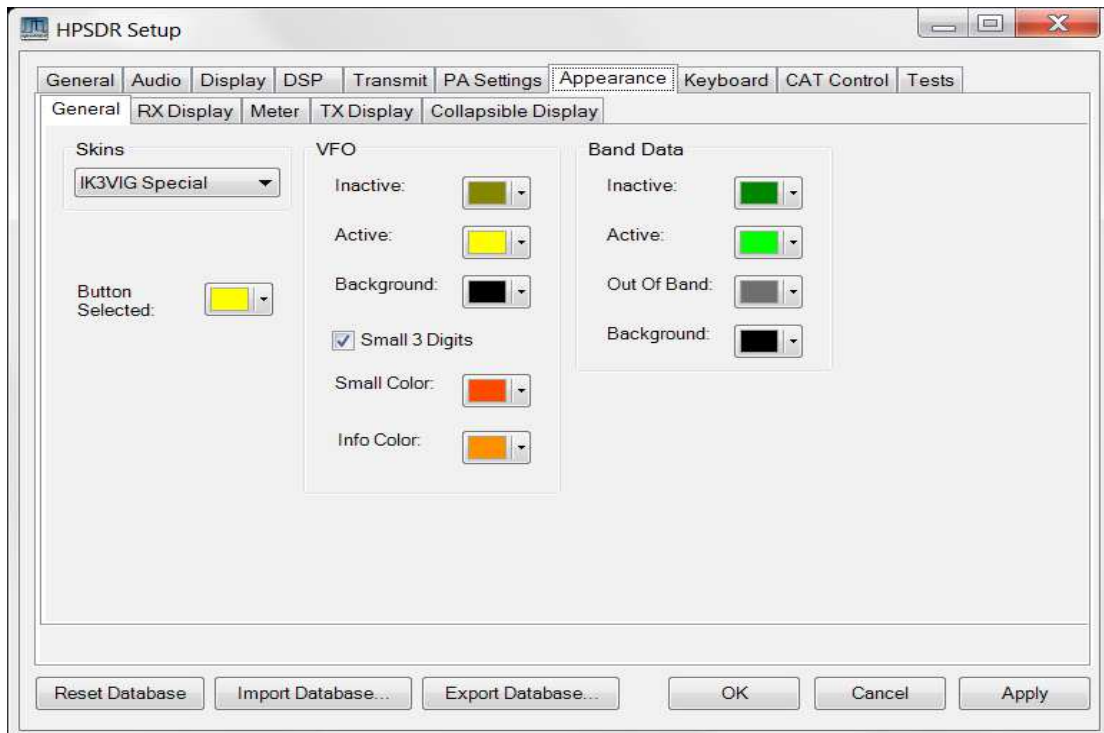 HPSDR Setup
General Audio Display DSP Transmit PA Settings Appearance Keyboard CAT Control Tests
General RX Display Meter TX Display Collapsible Display
Skins
IK3VIG Special
Button
Selected:
VFO
Inactive:
Active:
Background:
Small 3 Digits
Small Color:
Info Color:
Band Data
Inactive:
Active:
Out Of Band:
Background:
Reset Database Import Database... Export Database... OK Cancel Apply